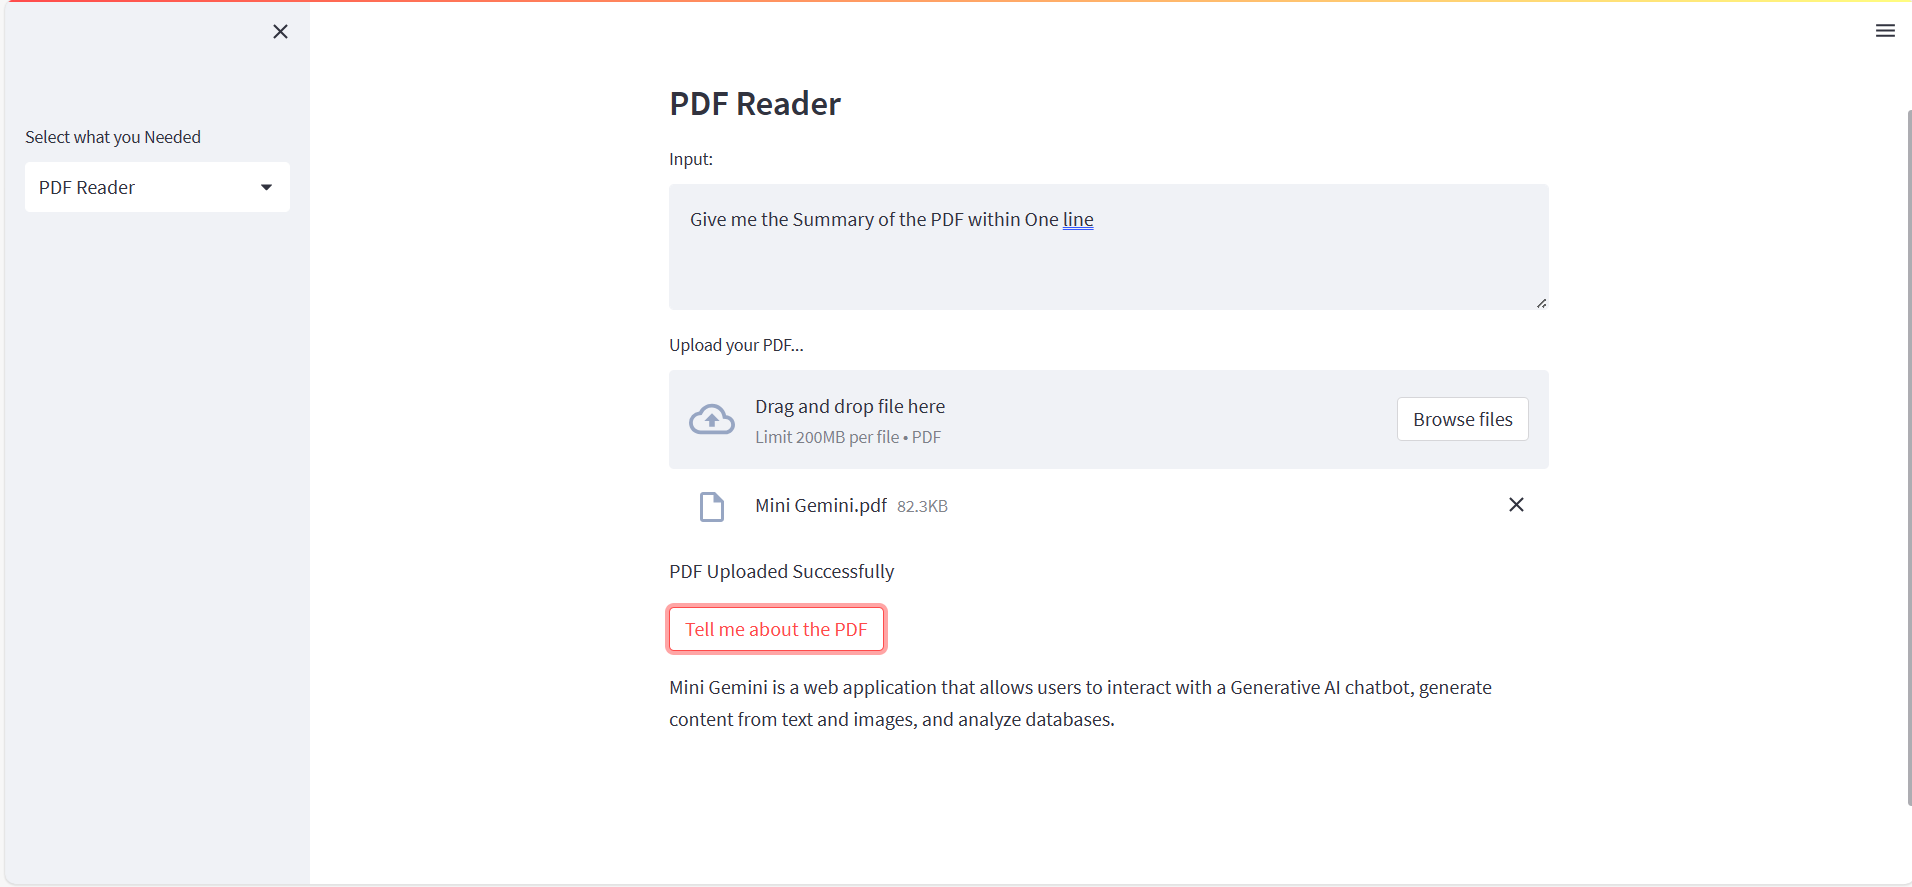 Select what you Needed
PDF Reader
PDF Reader
Input:
Give me the Summary of the PDF within One line
Upload your PDF...
Drag and drop file here
Limit 200MB per file • PDF
Browse files
Mini Gemini.pdf 82.3KB
PDF Uploaded Successfully
Tell me about the PDF
Mini Gemini is a web application that allows users to interact with a Generative AI chatbot, generate
content from text and images, and analyze databases.